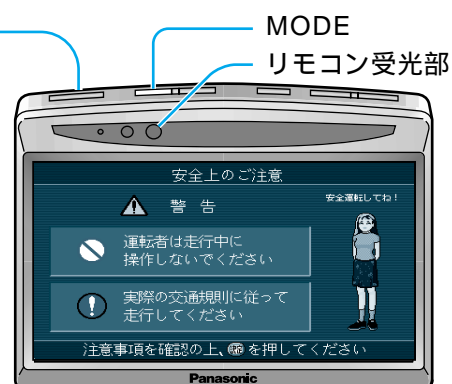 MODE
リモコン受光部
安全上のご注意
警告
安全運転してね!
運転者は走行中に
操作しないでください
実際の交通規則に従って
走行してください
注意事項を確認の上、を押してください
Panasonic